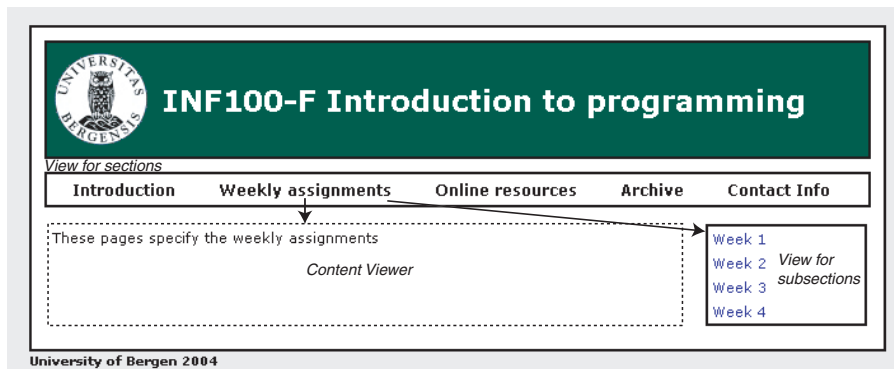 UNIVERSITAS BERGENSIS
INF100-F Introduction to programming
View for sections
Introduction Weekly assignments Online resources Archive Contact Info
These pages specify the weekly assignments
Content Viewer
Week 1
Week 2
Week 3
Week 4
View for
subsections
University of Bergen 2004